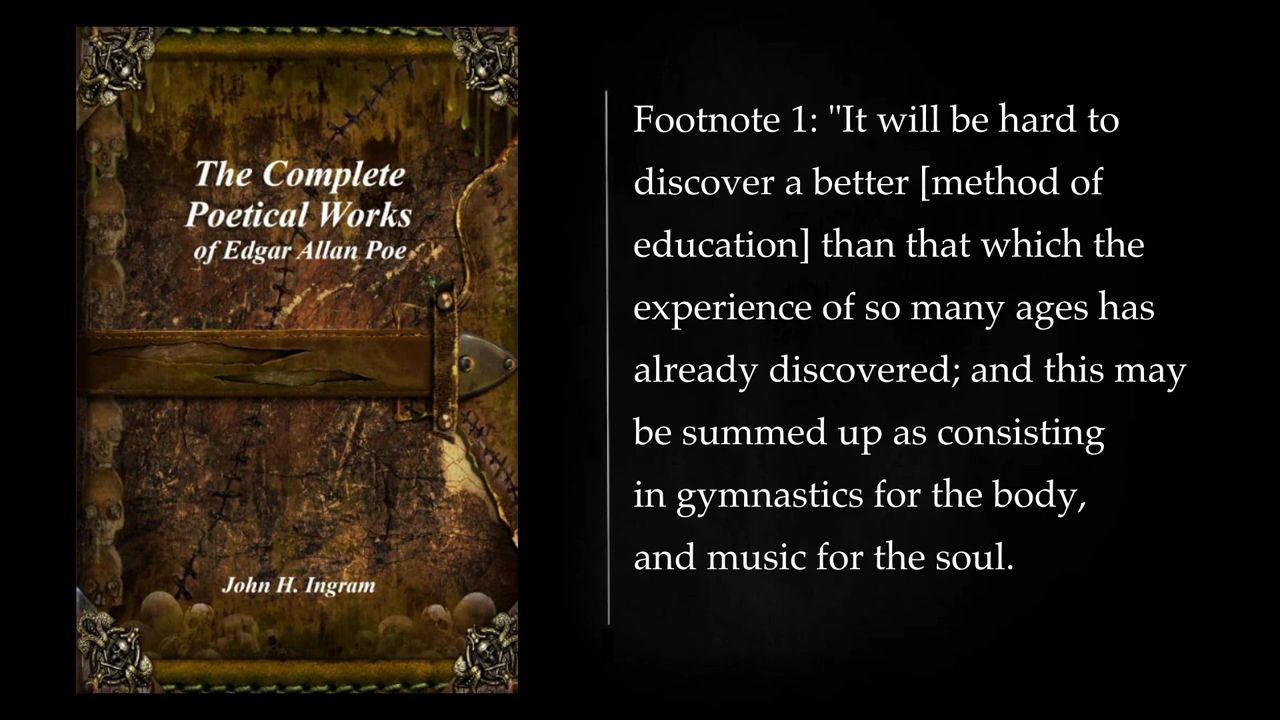 The Complete
Poetical Works
of Edgar Allan Poe
John H. Ingram
Footnote 1: "It will be hard to
discover a better [method of
education] than that which the
experience of so many ages has
already discovered; and this may
be summed up as consisting
in gymnastics for the body,
and music for the soul.